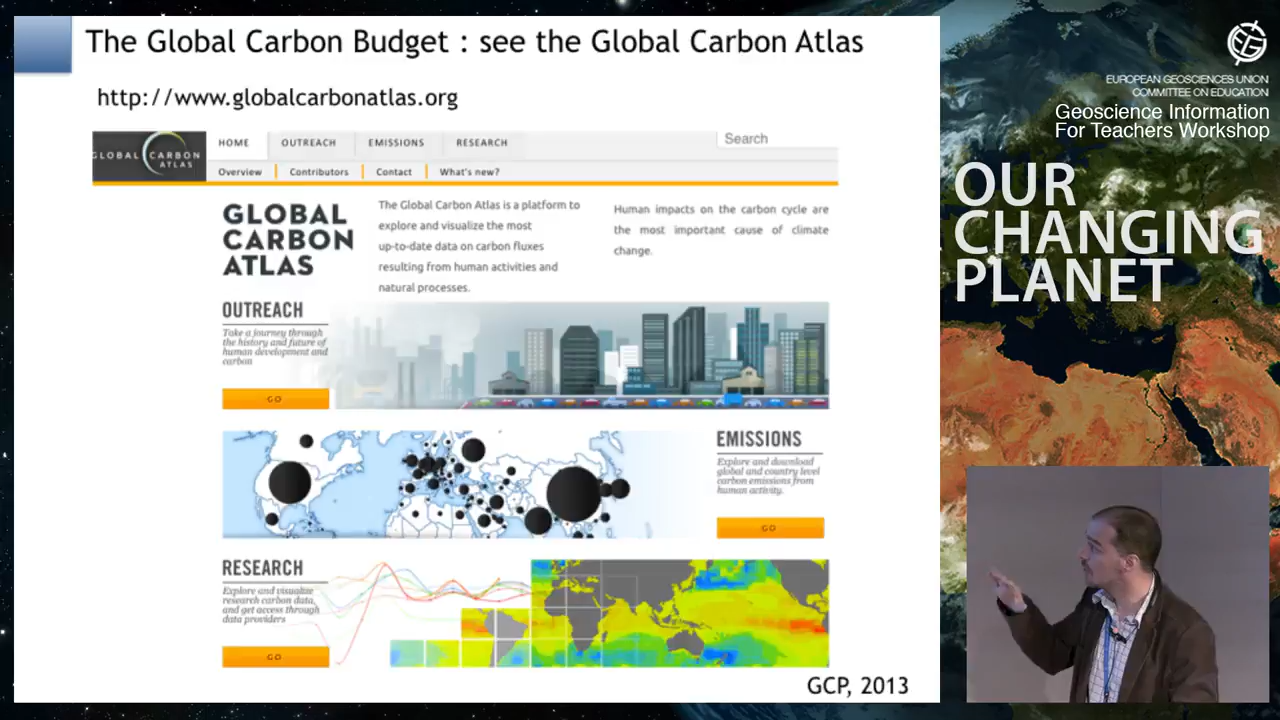 The Global Carbon Budget : see the Global Carbon Atlas
http://www.globalcarbonatlas.org
GLOBAL CARBON
ATLAS
HOME
OUTREACH
EMISSIONS
RESEARCH
Search
Overview
Contributors
Contact
What's new?
GLOBAL
CARBON
ATLAS
The Global Carbon Atlas is a platform to
explore and visualize the most
up-to-date data on carbon fluxes
resulting from human activities and
natural processes.
Human impacts on the carbon cycle are
the most important cause of climate
change.
OUTREACH
Take a journey through
the history and future of
human development and
carbon
GO
EMISSIONS
Explore and download
global and country level
carbon emissions from
human activity.
GO
RESEARCH
Explore and visualize
research carbon data,
and get access through
data providers
GO
GCP, 2013
EUROPEAN GEOSCIENCES UNION
COMMITTEE ON EDUCATION
Geoscience Information
For Teachers Workshop
OUR
CHANGING
PLANET